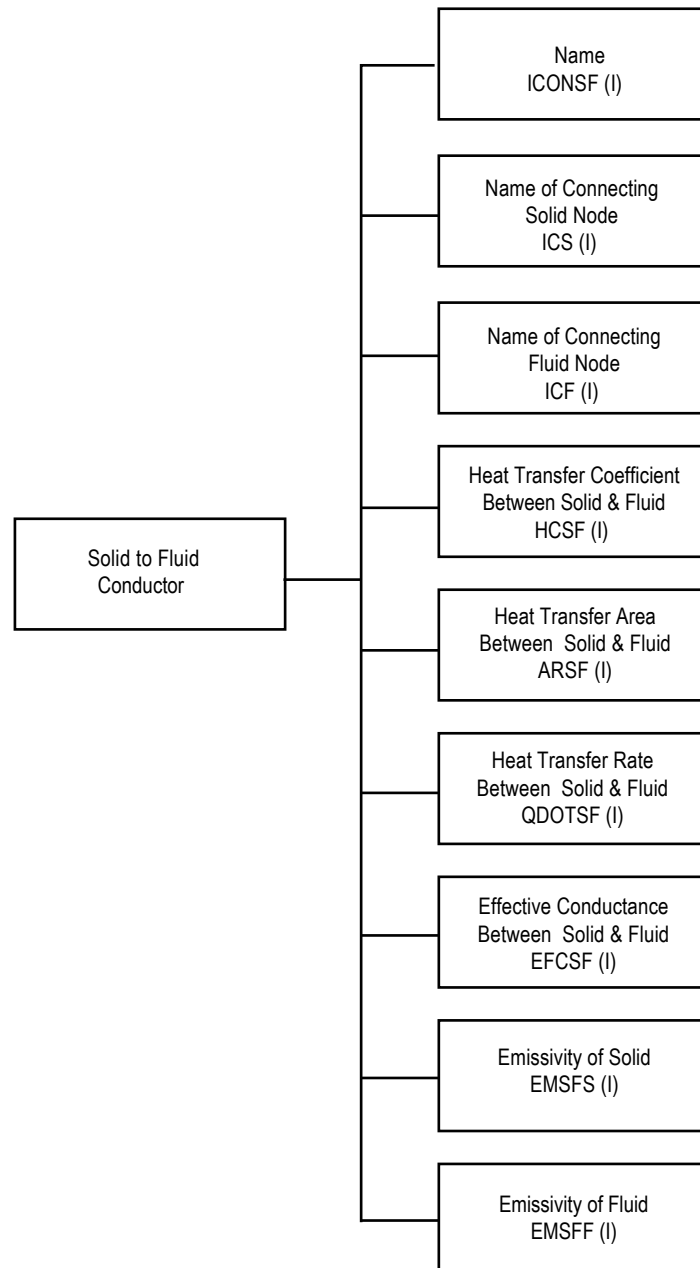 Name
ICONSF (I)
Name of Connecting
Solid Node
ICS (I)
Name of Connecting
Fluid Node
ICF (I)
Heat Transfer Coefficient
Between Solid & Fluid
HCSF (I)
Solid to Fluid
Conductor
Heat Transfer Area
Between Solid & Fluid
ARSF (I)
Heat Transfer Rate
Between Solid & Fluid
QDOTSF (I)
Effective Conductance
Between Solid & Fluid
EFCSF (I)
Emissivity of Solid
EMSFS (I)
Emissivity of Fluid
EMSFF (I)